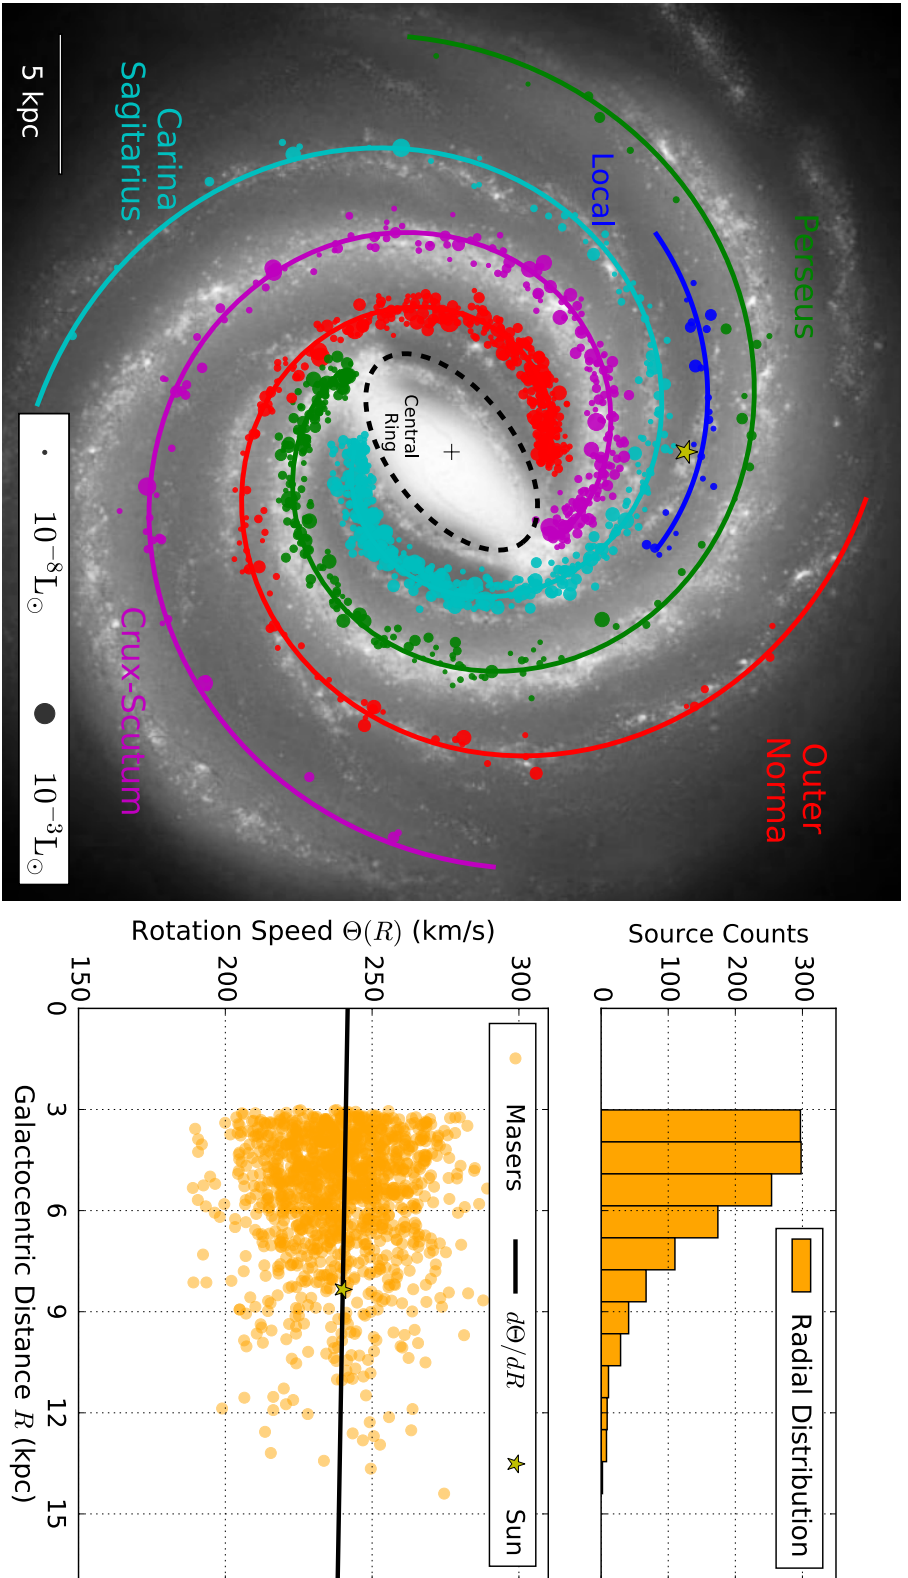 Perseus
Local
Carina
Sagitarius
Outer
Norma
Crux-Scutum
Central
Ring
5 kpc
10⁻⁸L☉
10⁻³L☉
Source Counts
0
100
200
300
Radial Distribution
Rotation Speed Θ(R) (km/s)
150
200
250
300
Masers
dΘ/dR
Sun
0
3
6
9
12
15
Galactocentric Distance R (kpc)